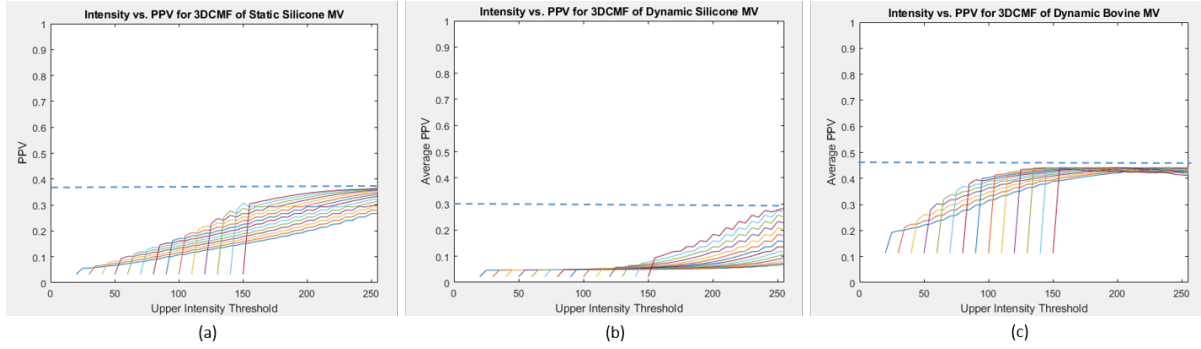 Intensity vs. PPV for 3DCMF of Static Silicone MV
1
0.9
0.8
0.7
0.6
0.5
0.4
0.3
0.2
0.1
0
PPV
0 50 100 150 200 250
Upper Intensity Threshold
(a)
Intensity vs. PPV for 3DCMF of Dynamic Silicone MV
1
0.9
0.8
0.7
0.6
0.5
0.4
0.3
0.2
0.1
0
Average PPV
0 50 100 150 200 250
Upper Intensity Threshold
(b)
Intensity vs. PPV for 3DCMF of Dynamic Bovine MV
1
0.9
0.8
0.7
0.6
0.5
0.4
0.3
0.2
0.1
0
Average PPV
0 50 100 150 200 250
Upper Intensity Threshold
(c)